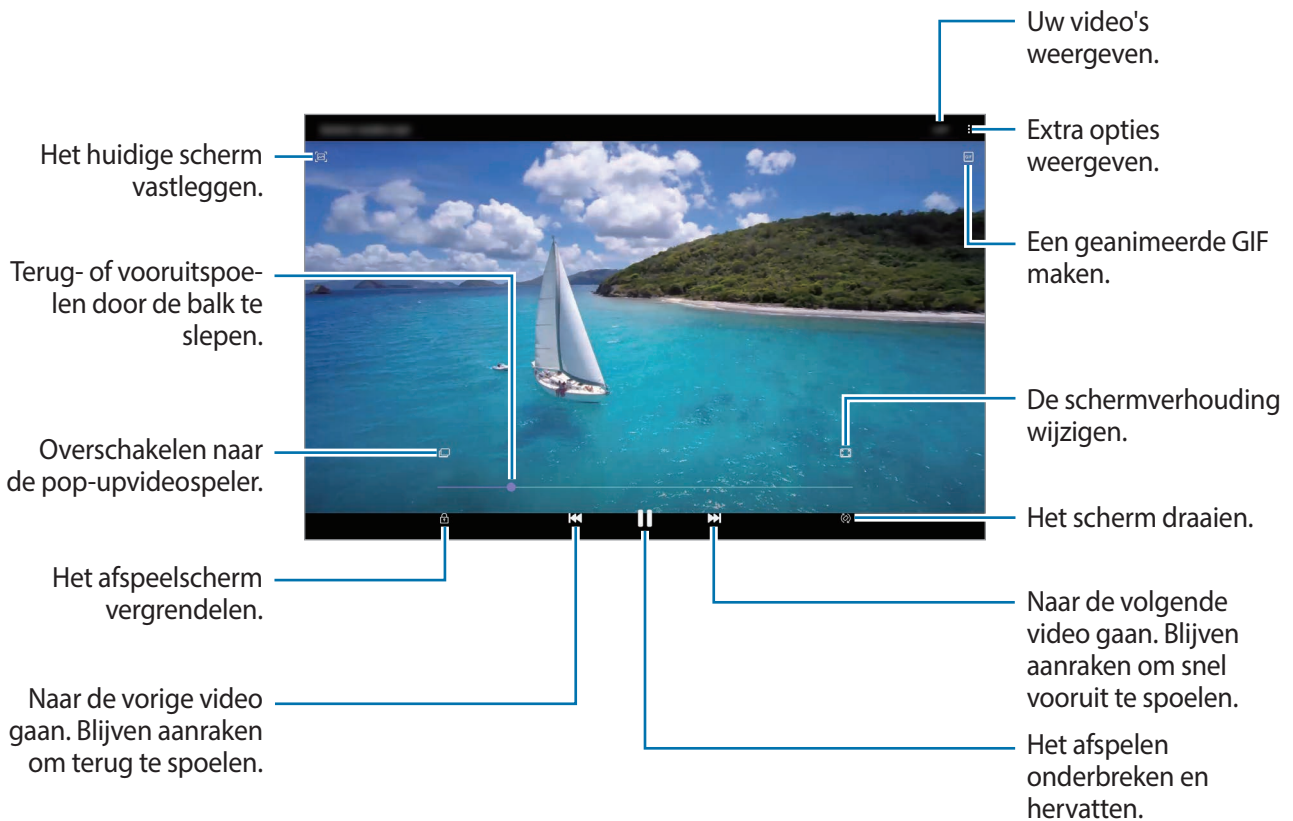 Uw video's
weergeven.
Extra opties
weergeven.
Het huidige scherm
vastleggen.
Een geanimeerde GIF
maken.
Terug- of vooruitspoe-
len door de balk te
slepen.
De schermverhouding
wijzigen.
Overschakelen naar
de pop-upvideospeler.
Het scherm draaien.
Het afspeelscherm
vergrendelen.
Naar de volgende
video gaan. Blijven
aanraken om snel
vooruit te spoelen.
Naar de vorige video
gaan. Blijven aanraken
om terug te spoelen.
Het afspelen
onderbreken en
hervatten.